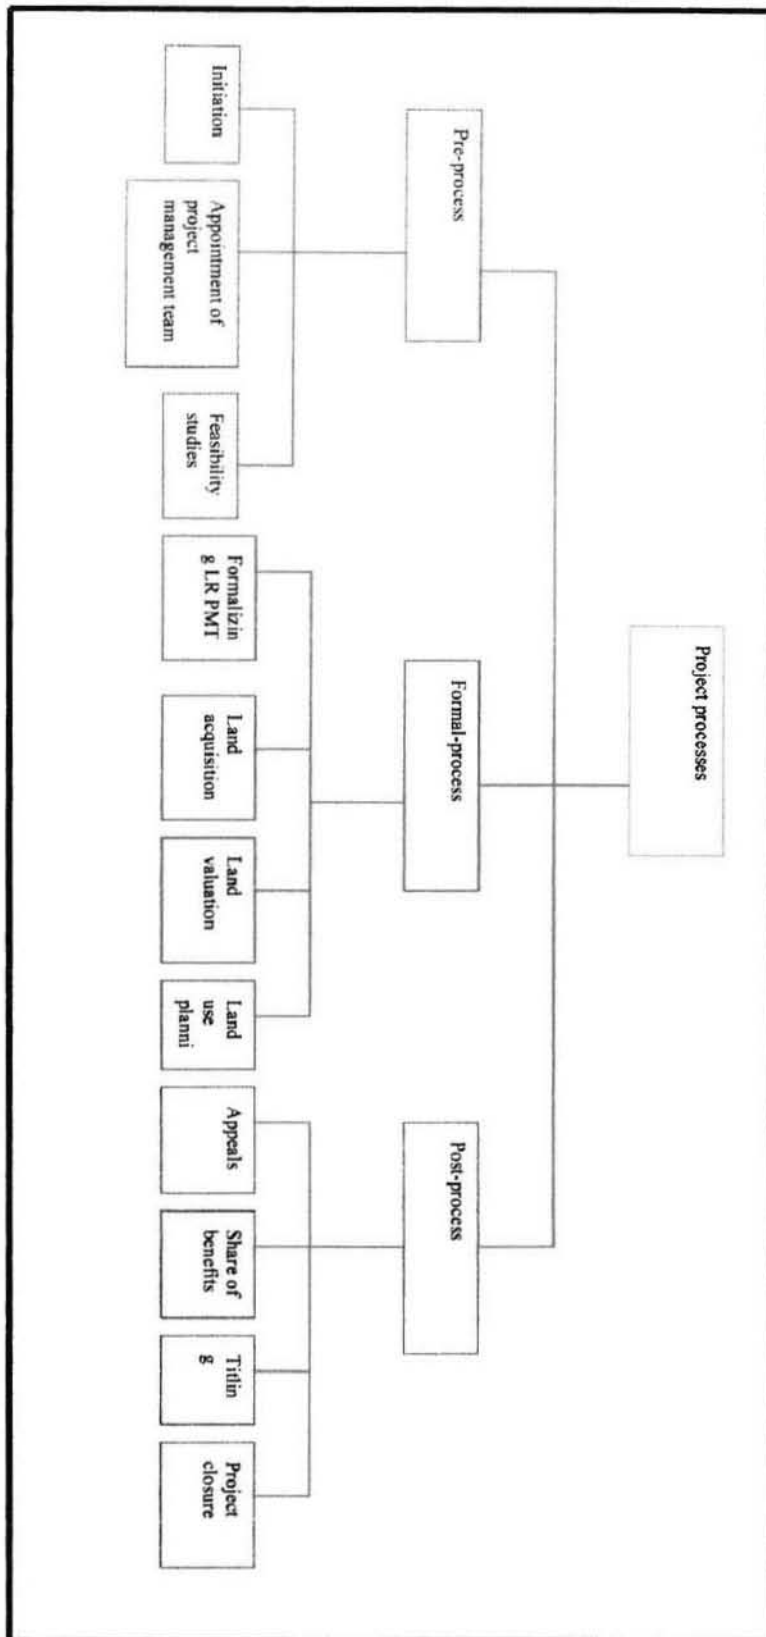 Project processes
Pre-process
Formal-process
Post-process
Initiation
Appointment of
project
management team
Feasibility
studies
Formalizin
g LR PMT
Land
acquisition
Land
valuation
Land
use
planni
Appeals
Share of
benefits
Titlin
g
Project
closure